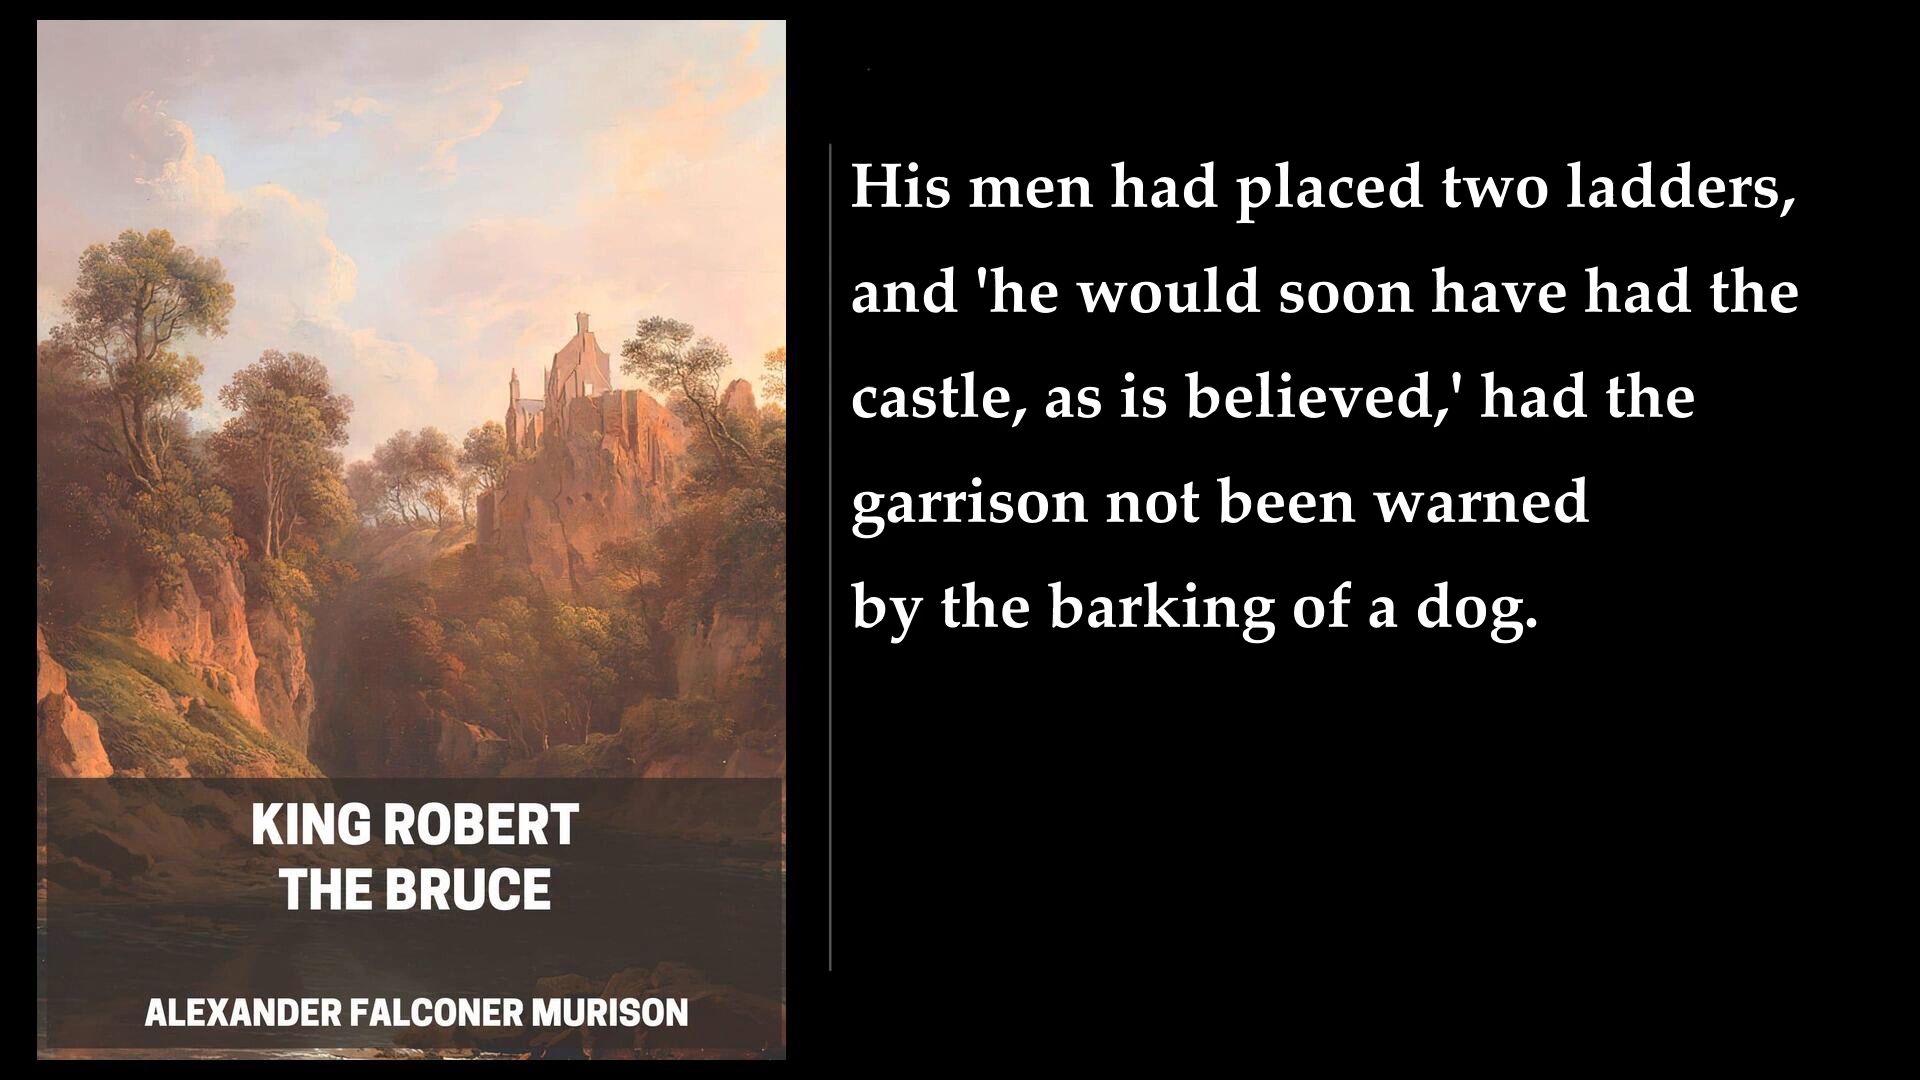 His men had placed two ladders,
and 'he would soon have had the
castle, as is believed,' had the
garrison not been warned
by the barking of a dog.
KING ROBERT
THE BRUCE
ALEXANDER FALCONER MURISON